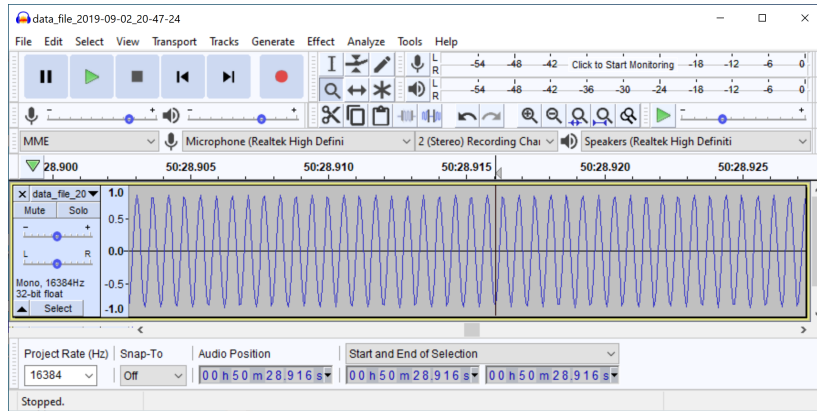 data_file_2019-09-02_20-47-24
File Edit Select View Transport Tracks Generate Effect Analyze Tools Help
L R -54 -48 -42 Click to Start Monitoring -18 -12 -6 0
L R -54 -48 -42 -36 -30 -24 -18 -12 -6 0
- + - + - +
MME Microphone (Realtek High Defini 2 (Stereo) Recording Chai Speakers (Realtek High Definiti
28.900 50:28.905 50:28.910 50:28.915 50:28.920 50:28.925
X data_file_20 1.0
Mute Solo 0.5
- +
L R 0.0
Mono, 16384Hz -0.5
32-bit float
Select -1.0
Project Rate (Hz) Snap-To Audio Position Start and End of Selection
16384 Off 00 h 50 m 28.916 s 00 h 50 m 28.916 s 00 h 50 m 28.916 s
Stopped.